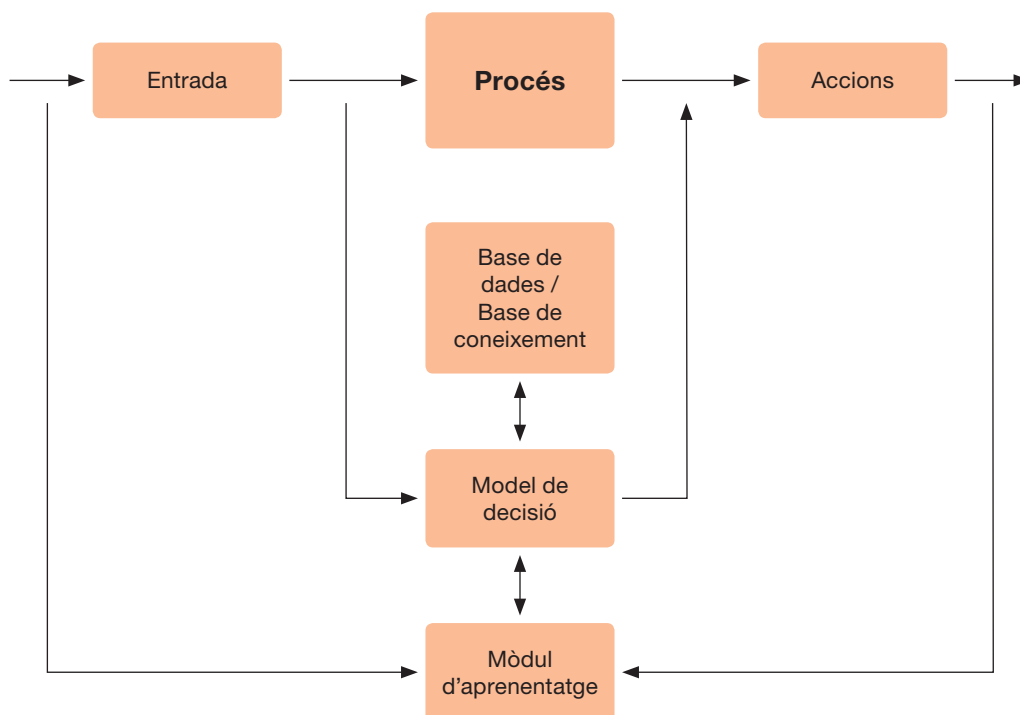 Entrada
Procés
Accions
Base de
dades /
Base de
coneixement
Model de
decisió
Mòdul
d'aprenentatge